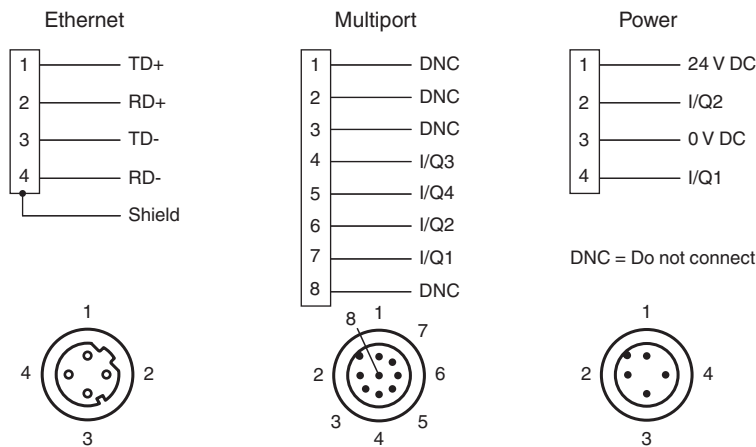 Ethernet
1 TD+
2 RD+
3 TD-
4 RD-
Shield
Multiport
1 DNC
2 DNC
3 DNC
4 I/Q3
5 I/Q4
6 I/Q2
7 I/Q1
8 DNC
Power
1 24 V DC
2 I/Q2
3 0 V DC
4 I/Q1
DNC = Do not connect
1
4 2
3
8 1 7
2 6
3 5
4
1
2 4
3